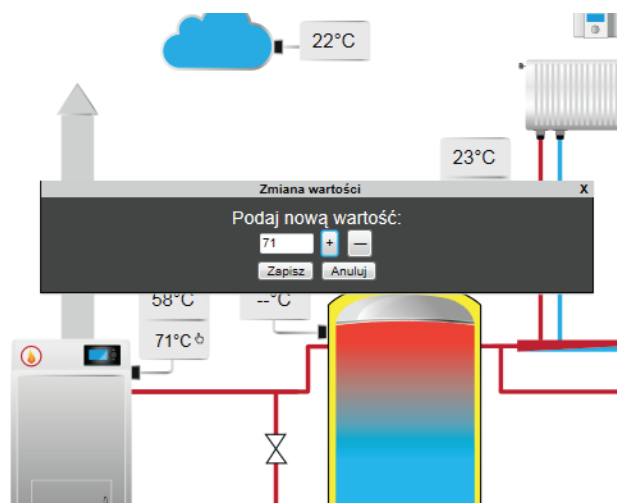 22°C
23°C
Zmiana wartości X
Podaj nową wartość:
71 + —
Zapisz Anuluj
58°C
--°C
71°C